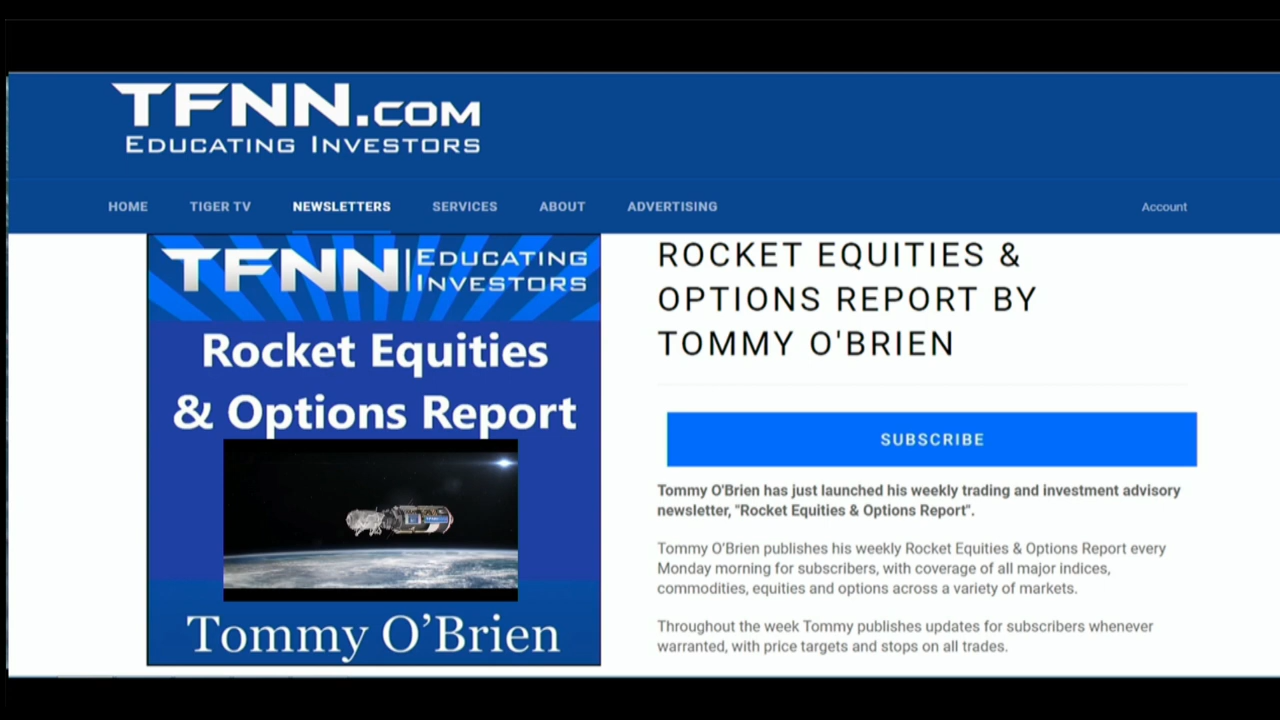 TFNN.COM
EDUCATING INVESTORS
HOME TIGER TV NEWSLETTERS SERVICES ABOUT ADVERTISING Account
TFNN EDUCATING
INVESTORS
Rocket Equities
& Options Report
Tommy O’Brien
ROCKET EQUITIES &
OPTIONS REPORT BY
TOMMY O'BRIEN
SUBSCRIBE
Tommy O'Brien has just launched his weekly trading and investment advisory
newsletter, "Rocket Equities & Options Report".
Tommy O’Brien publishes his weekly Rocket Equities & Options Report every
Monday morning for subscribers, with coverage of all major indices,
commodities, equities and options across a variety of markets.
Throughout the week Tommy publishes updates for subscribers whenever
warranted, with price targets and stops on all trades.